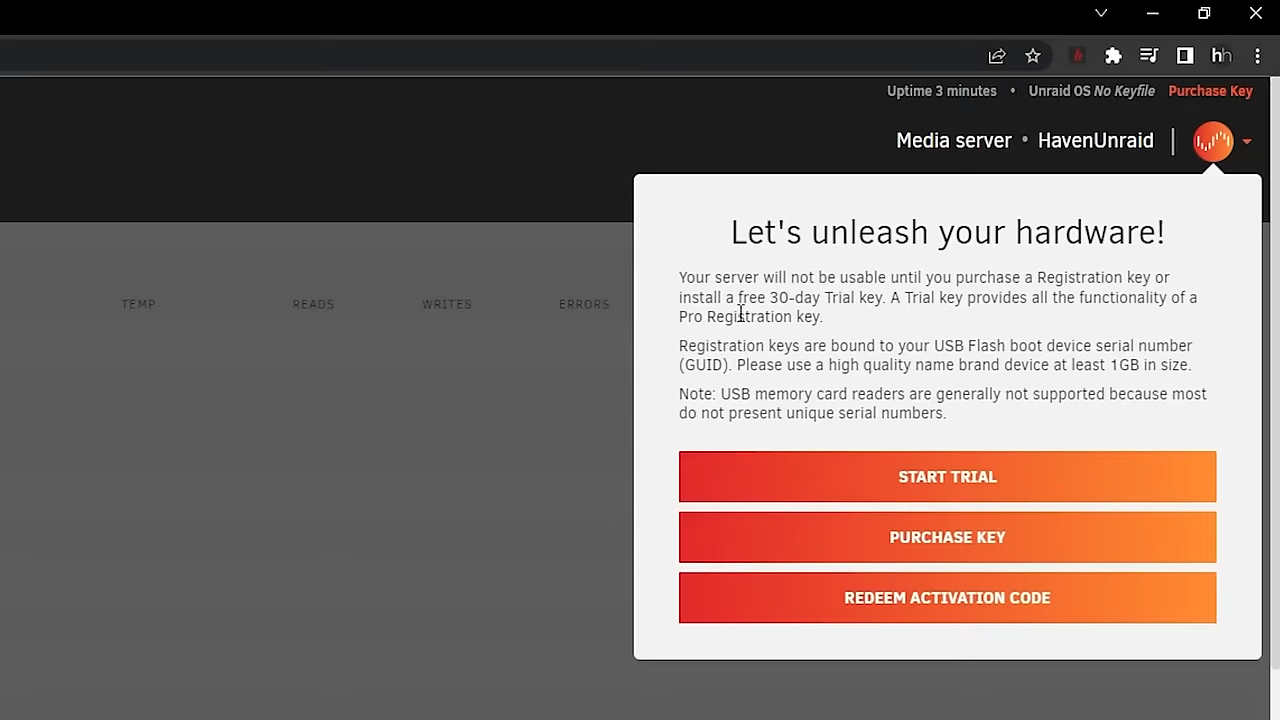 hh
Uptime 3 minutes • Unraid OS No Keyfile Purchase Key
Media server • HavenUnraid
Let's unleash your hardware!
Your server will not be usable until you purchase a Registration key or
install a free 30-day Trial key. A Trial key provides all the functionality of a
Pro Registration key.
TEMP READS WRITES ERRORS
Registration keys are bound to your USB Flash boot device serial number
(GUID). Please use a high quality name brand device at least 1GB in size.
Note: USB memory card readers are generally not supported because most
do not present unique serial numbers.
START TRIAL
PURCHASE KEY
REDEEM ACTIVATION CODE